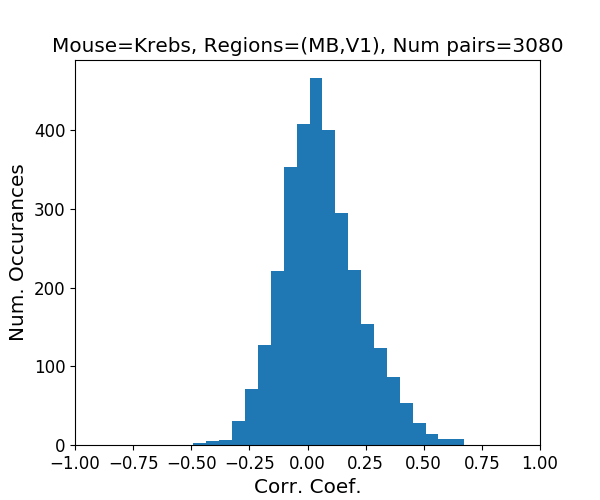 Mouse=Krebs, Regions=(MB,V1), Num pairs=3080
Num. Occurances
400
300
200
100
0
−1.00 −0.75 −0.50 −0.25 0.00 0.25 0.50 0.75 1.00
Corr. Coef.